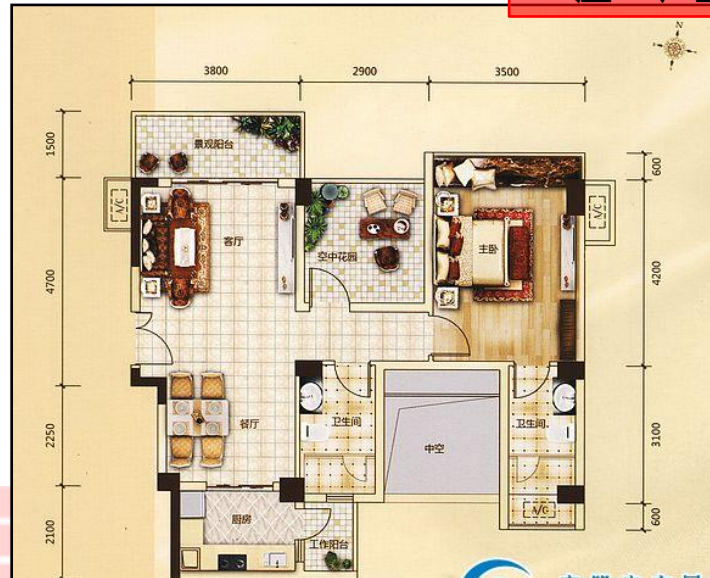 N
3800 2900 3500
1500
600
景观阳台
A/C
A/C
客厅
空中花园
主卧
4700
4200
餐厅
卫生间
中空
卫生间
2250
3100
A/C
600
2100
厨房
工作阳台